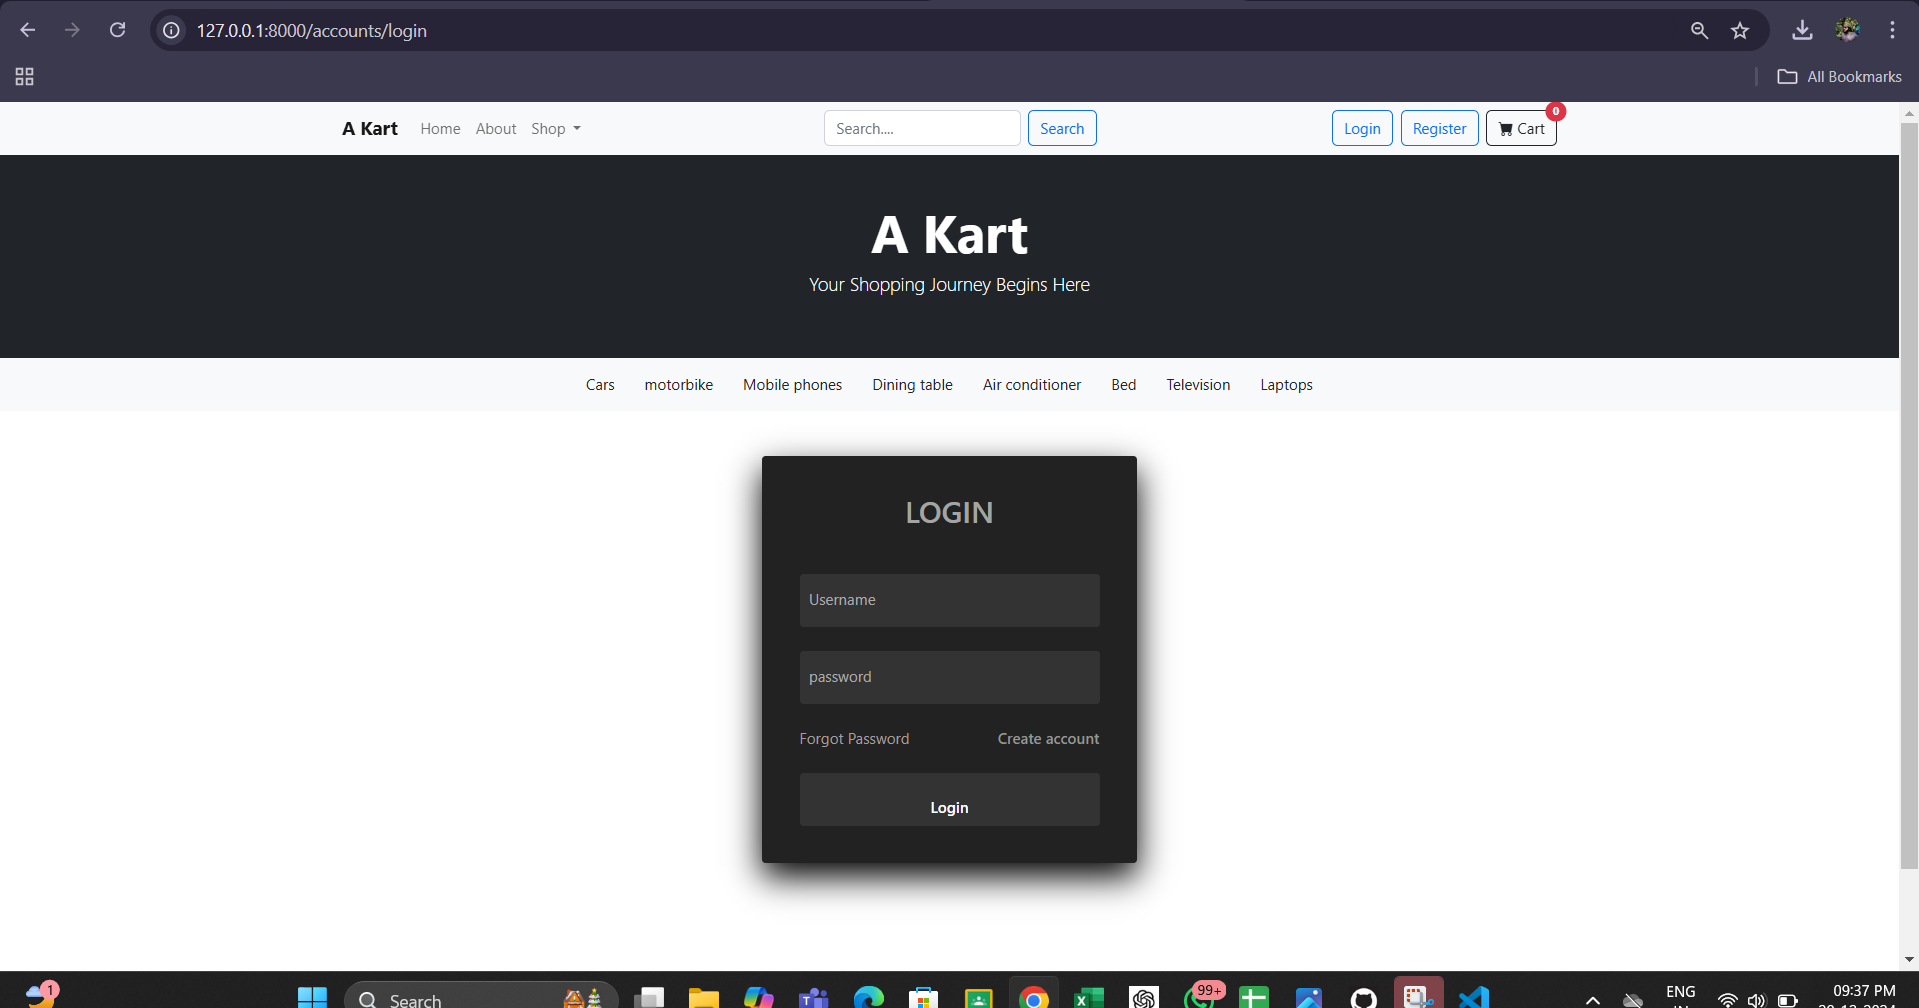 127.0.0.1:8000/accounts/login
All Bookmarks
A Kart Home About Shop Search.... Search Login Register Cart 0
A Kart
Your Shopping Journey Begins Here
Cars motorbike Mobile phones Dining table Air conditioner Bed Television Laptops
LOGIN
Username
password
Forgot Password Create account
Login
1 Search 99+ ENG 09:37 PM